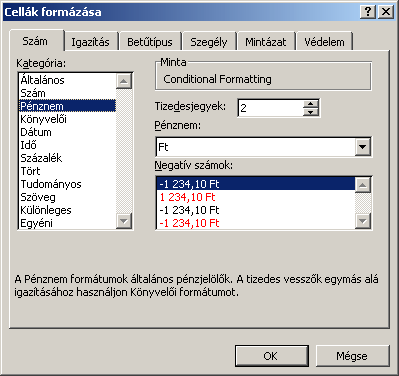 Cellák formázása
Szám
Igazítás
Betűtípus
Szegély
Mintázat
Védelem
Kategória:
Általános
Szám
Pénznem
Könyvelői
Dátum
Idő
Százalék
Tört
Tudományos
Szöveg
Különleges
Egyéni
Minta
Conditional Formatting
Tizedesjegyek:
2
Pénznem:
Ft
Negatív számok:
-1 234,10 Ft
1 234,10 Ft
-1 234,10 Ft
-1 234,10 Ft
A Pénznem formátumok általános pénzjelölők. A tizedes vesszők egymás alá
igazításához használjon Könyvelői formátumot.
OK
Mégse